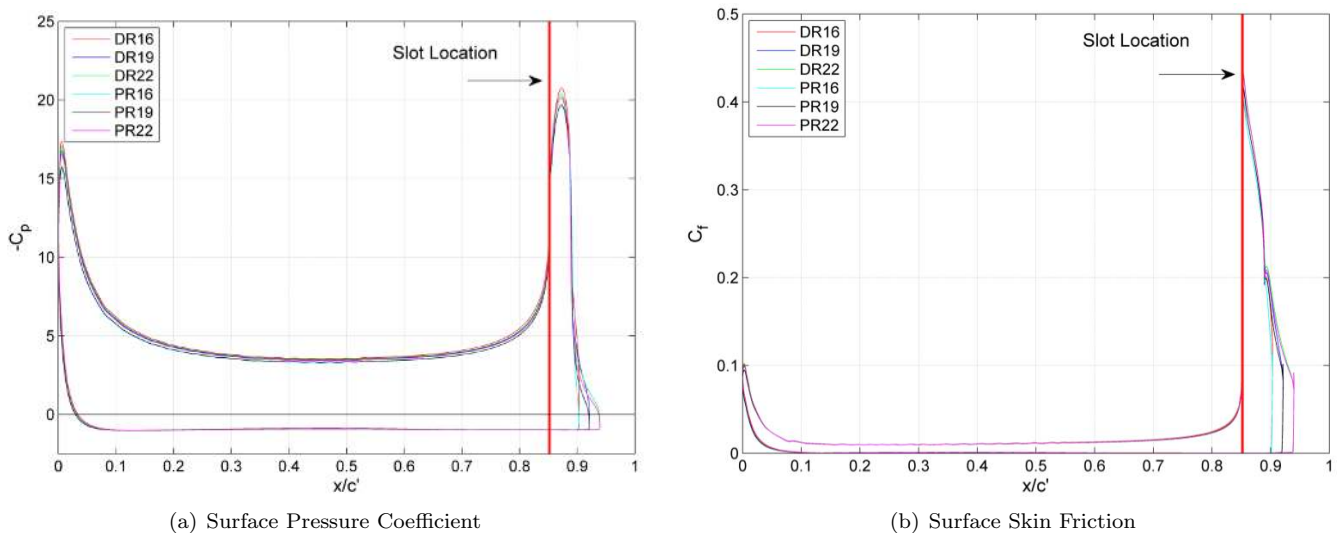 25
20
15
10
5
0
-C_p
DR16
DR19
DR22
PR16
PR19
PR22
Slot Location
0 0.1 0.2 0.3 0.4 0.5 0.6 0.7 0.8 0.9 1
x/c'
(a) Surface Pressure Coefficient
0.5
0.4
0.3
0.2
0.1
0
C_f
DR16
DR19
DR22
PR16
PR19
PR22
Slot Location
0 0.1 0.2 0.3 0.4 0.5 0.6 0.7 0.8 0.9 1
x/c'
(b) Surface Skin Friction